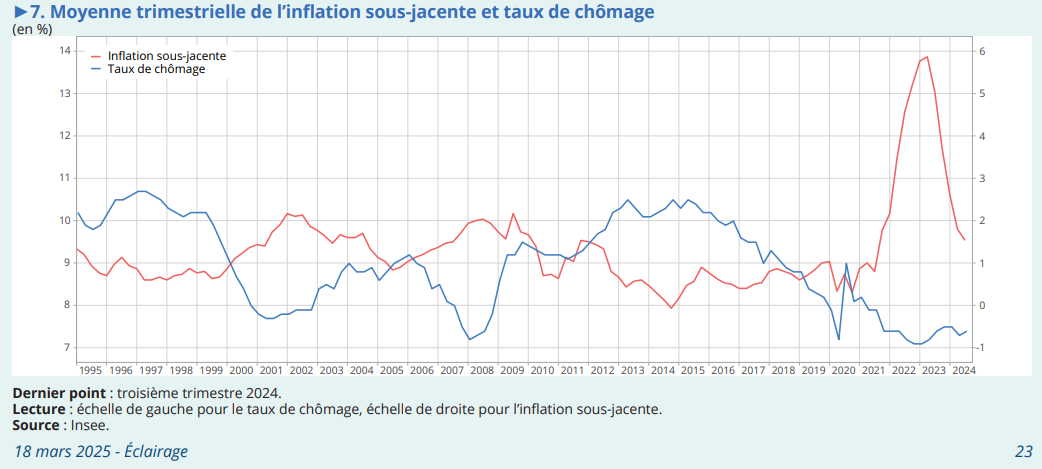 ►7. Moyenne trimestrielle de l’inflation sous-jacente et taux de chômage
(en %)
Inflation sous-jacente
Taux de chômage
14
13
12
11
10
9
8
7
6
5
4
3
2
1
0
-1
1995 1996 1997 1998 1999 2000 2001 2002 2003 2004 2005 2006 2007 2008 2009 2010 2011 2012 2013 2014 2015 2016 2017 2018 2019 2020 2021 2022 2023 2024
Dernier point : troisième trimestre 2024.
Lecture : échelle de gauche pour le taux de chômage, échelle de droite pour l’inflation sous-jacente.
Source : Insee.
18 mars 2025 - Éclairage 23